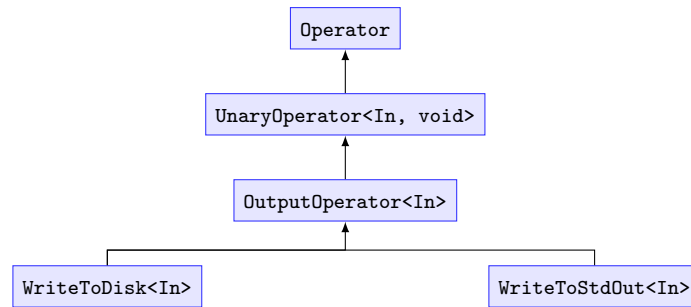 Operator
UnaryOperator<In, void>
OutputOperator<In>
WriteToDisk<In>
WriteToStdOut<In>